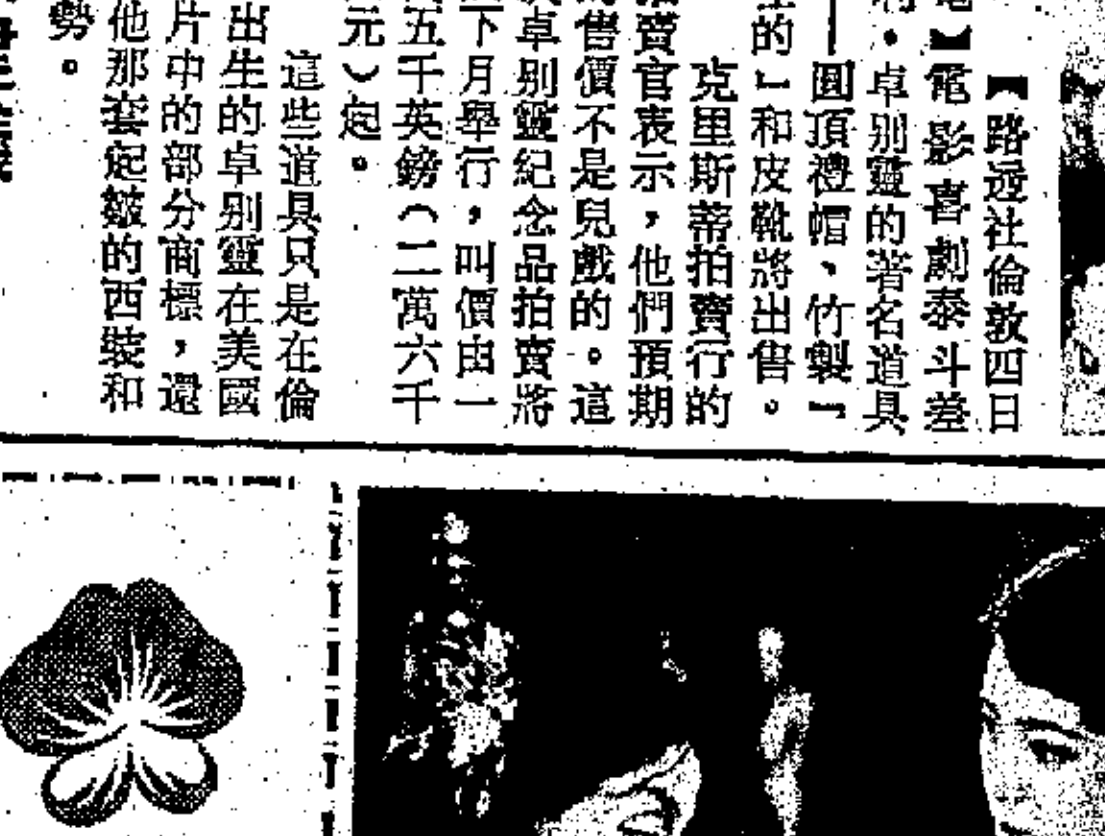 【路透社倫敦四日
電】電影喜劇泰斗差
利．卓別靈的著名道具
——圓頂禮帽、竹製『
的』和皮靴將出售。
克里斯蒂拍賣行的
賣官表示，他們預期
售價不是兒戲的。這
卓別靈紀念品拍賣將
下月舉行，叫價由一
五千英鎊（二萬六千
元）起。
這些道具只是在倫
出生的卓別靈在美國
片中的部分商標，還
他那套起皺的西裝和
勢。